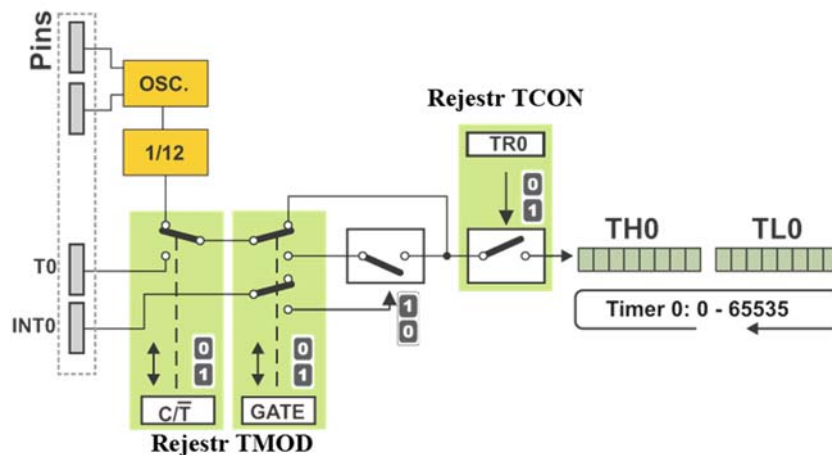 Pins
OSC.
1/12
Rejestr TCON
TR0
0
1
TH0 TL0
T0
INT0
1
0
Timer 0: 0 - 65535
0
1
0
1
C/T̅
GATE
Rejestr TMOD